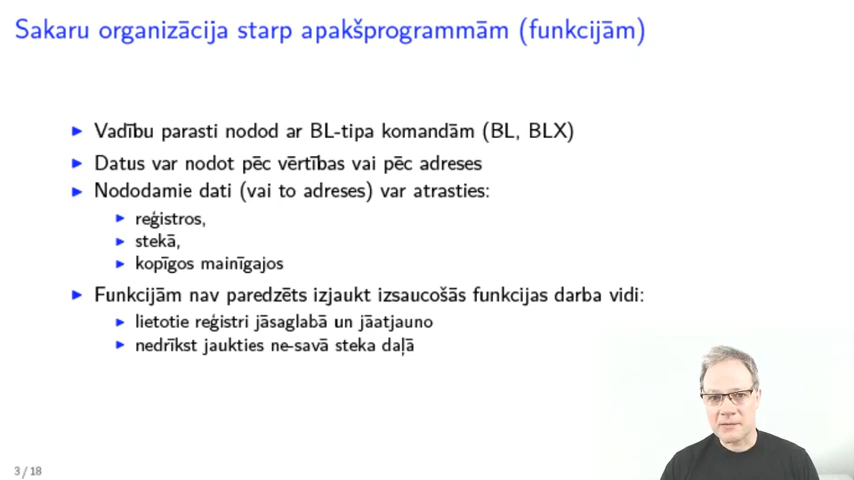 Sakaru organizācija starp apakšprogrammām (funkcijām)
Vadību parasti nodod ar BL-tipa komandām (BL, BLX)
Datus var nodot pēc vērtības vai pēc adreses
Nododamie dati (vai to adreses) var atrasties:
reģistros,
stekā,
kopīgos mainīgajos
Funkcijām nav paredzēts izjaukt izsaucošās funkcijas darba vidi:
lietotie reģistri jāsaglabā un jāatjauno
nedrīkst jaukties ne-savā steka daļā
3 / 18